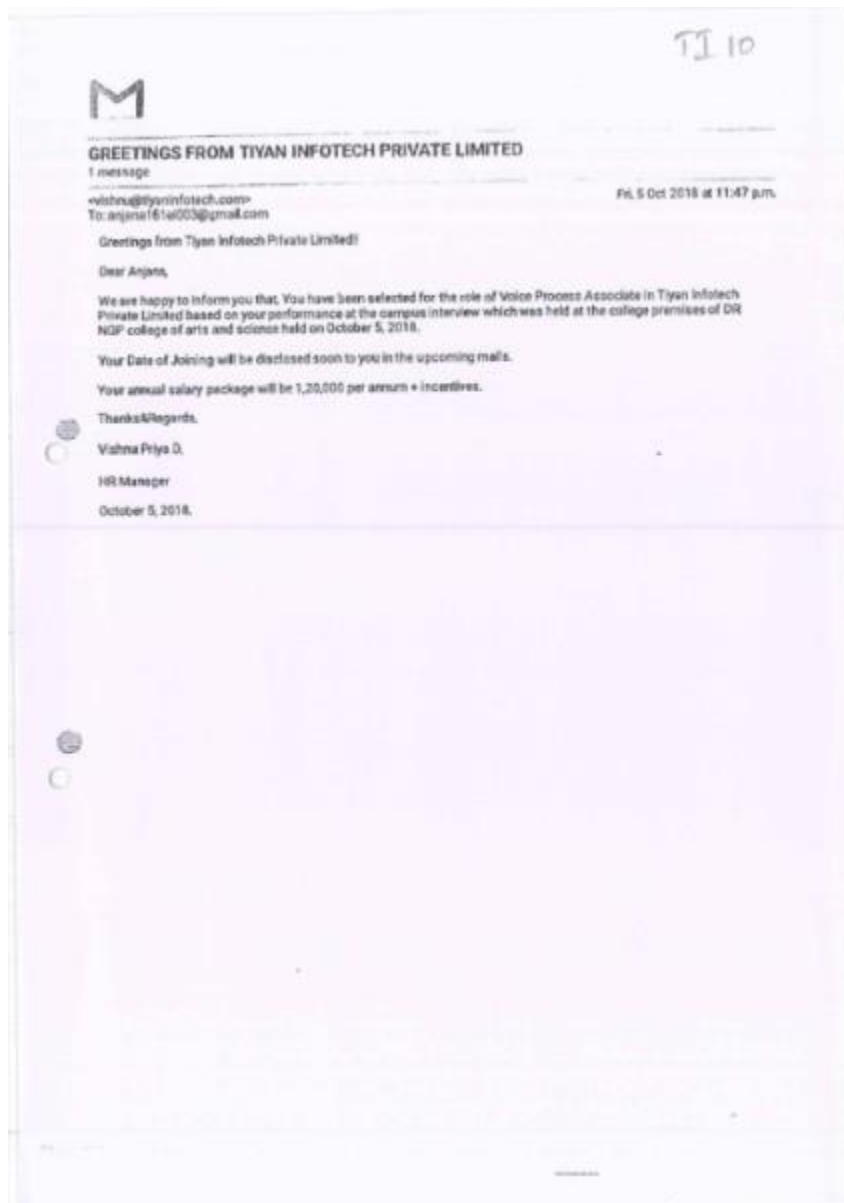 TI 10
M
GREETINGS FROM TIYAN INFOTECH PRIVATE LIMITED
1 message
<vishnu@tiyaninfotech.com> Fri, 5 Oct 2018 at 11:47 p.m.
To: anjana161el003@gmail.com
Greetings from Tiyan Infotech Private Limited!!
Dear Anjana,
We are happy to inform you that, You have been selected for the role of Voice Process Associate in Tiyan Infotech
Private Limited based on your performance at the campus interview which was held at the college premises of DR
NGP college of arts and science held on October 5, 2018.
Your Date of Joining will be disclosed soon to you in the upcoming mails.
Your annual salary package will be 1,20,000 per annum + incentives.
Thanks&Regards,
Vishna Priya D,
HR Manager
October 5, 2018.